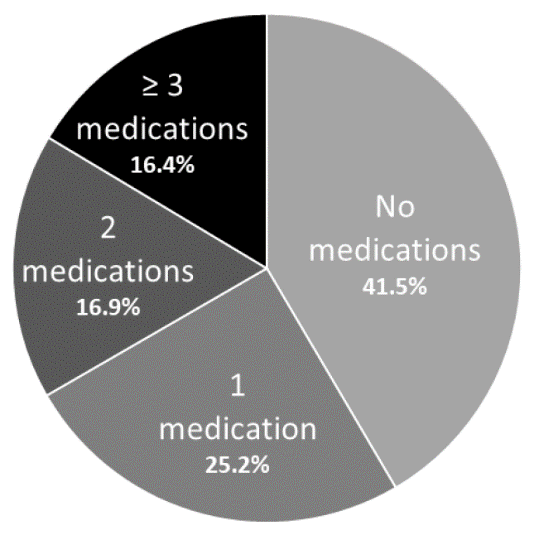 ≥ 3
medications
16.4%
No
medications
41.5%
2
medications
16.9%
1
medication
25.2%